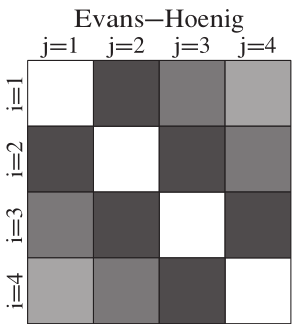 Evans–Hoenig
j=1 j=2 j=3 j=4
i=1
i=2
i=3
i=4